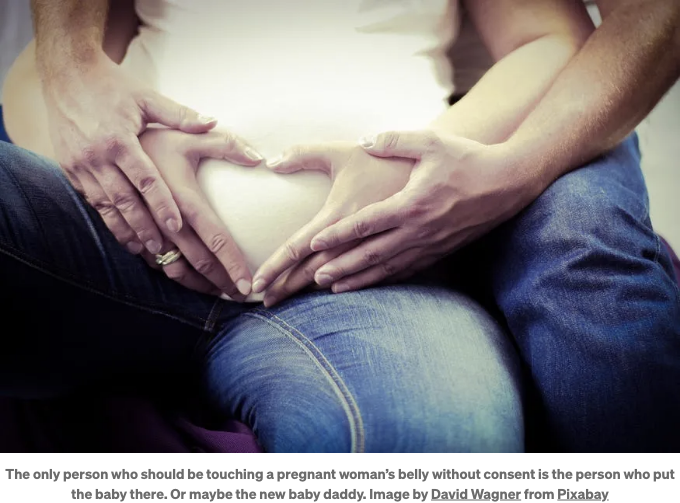 The only person who should be touching a pregnant woman's belly without consent is the person who put
the baby there. Or maybe the new baby daddy. Image by David Wagner from Pixabay